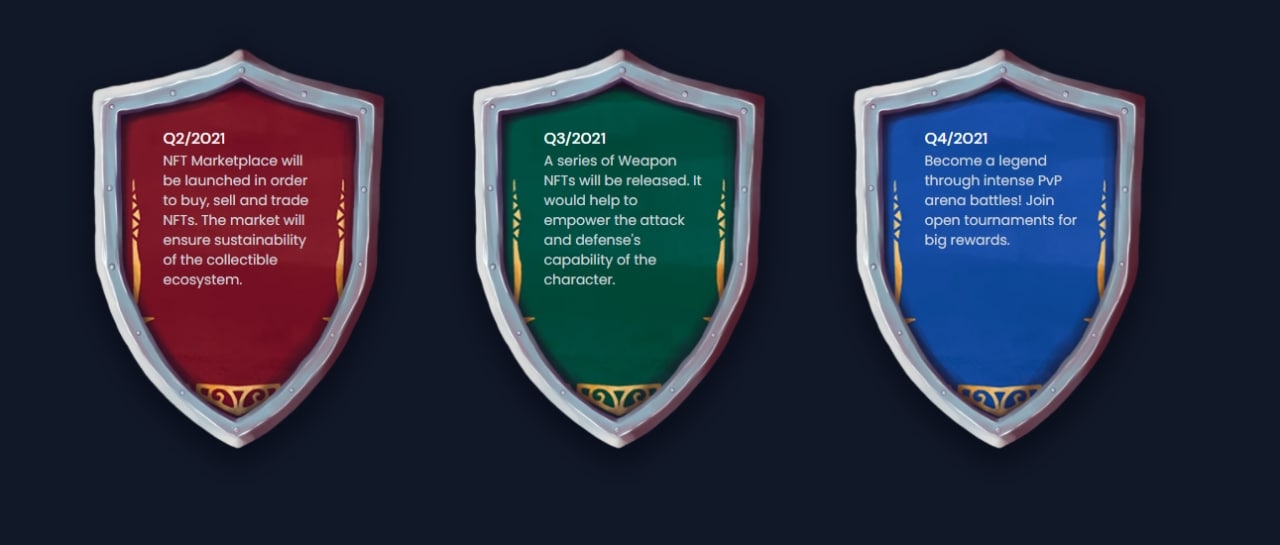 Q2/2021
NFT Marketplace will
be launched in order
to buy, sell and trade
NFTs. The market will
ensure sustainability
of the collectible
ecosystem.
Q3/2021
A series of Weapon
NFTs will be released. It
would help to
empower the attack
and defense's
capability of the
character.
Q4/2021
Become a legend
through intense PvP
arena battles! Join
open tournaments for
big rewards.